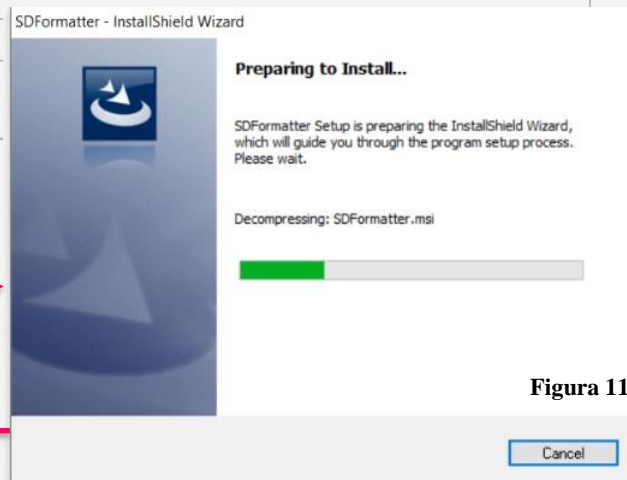 SDFormatter - InstallShield Wizard
Preparing to Install...
SDFormatter Setup is preparing the InstallShield Wizard,
which will guide you through the program setup process.
Please wait.
Decompressing: SDFormatter.msi
Figura 11
Cancel